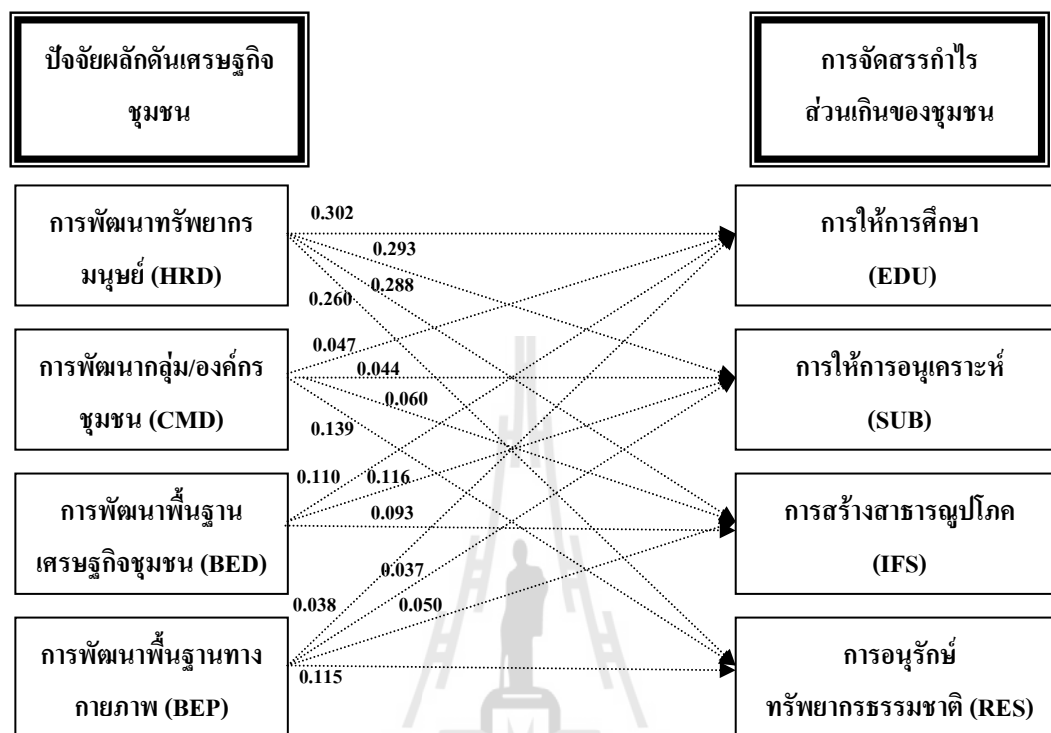 ปัจจัยผลักดันเศรษฐกิจ
ชุมชน
การจัดสรรกำไร
ส่วนเกินของชุมชน
การพัฒนาทรัพยากร
มนุษย์ (HRD)
0.302
0.293
0.288
0.260
การให้การศึกษา
(EDU)
การพัฒนากลุ่ม/องค์กร
ชุมชน (CMD)
0.047
0.044
0.060
0.139
การให้การอนุเคราะห์
(SUB)
การพัฒนาพื้นฐาน
เศรษฐกิจชุมชน (BED)
0.110
0.116
0.093
การสร้างสาธารณูปโภค
(IFS)
การพัฒนาพื้นฐานทาง
กายภาพ (BEP)
0.038
0.037
0.050
0.115
การอนุรักษ์
ทรัพยากรธรรมชาติ (RES)